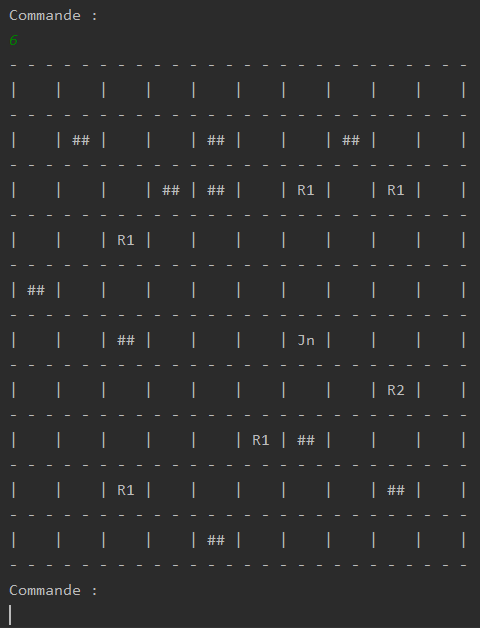 Commande :
6
- - - - - - - - - - - - - - - - - - - - - - - - - -
|    |    |    |    |    |    |    |    |    |    |
- - - - - - - - - - - - - - - - - - - - - - - - - -
|    | ## |    |    | ## |    |    | ## |    |    |
- - - - - - - - - - - - - - - - - - - - - - - - - -
|    |    |    | ## | ## |    | R1 |    | R1 |    |
- - - - - - - - - - - - - - - - - - - - - - - - - -
|    |    | R1 |    |    |    |    |    |    |    |
- - - - - - - - - - - - - - - - - - - - - - - - - -
| ## |    |    |    |    |    |    |    |    |    |
- - - - - - - - - - - - - - - - - - - - - - - - - -
|    |    | ## |    |    |    | Jn |    |    |    |
- - - - - - - - - - - - - - - - - - - - - - - - - -
|    |    |    |    |    |    |    |    | R2 |    |
- - - - - - - - - - - - - - - - - - - - - - - - - -
|    |    |    |    |    | R1 | ## |    |    |    |
- - - - - - - - - - - - - - - - - - - - - - - - - -
|    |    | R1 |    |    |    |    |    | ## |    |
- - - - - - - - - - - - - - - - - - - - - - - - - -
|    |    |    |    | ## |    |    |    |    |    |
- - - - - - - - - - - - - - - - - - - - - - - - - -
Commande :